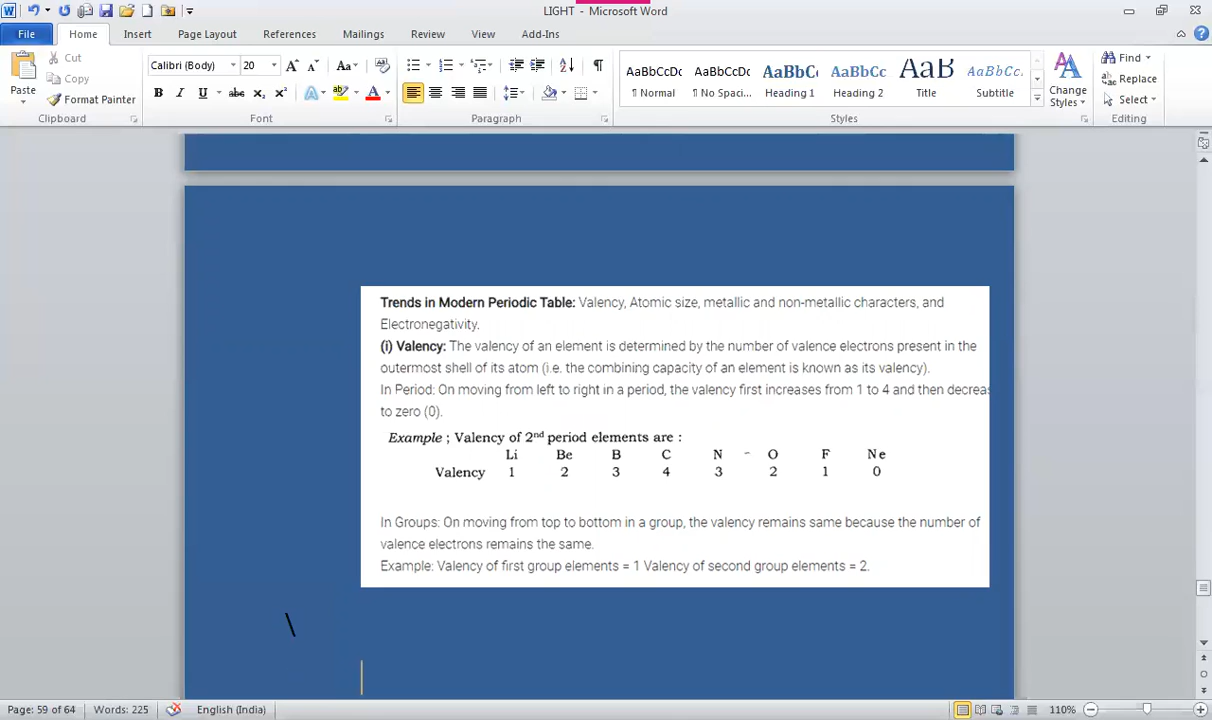 LIGHT - Microsoft Word
File Home Insert Page Layout References Mailings Review View Add-Ins
Paste
Cut
Copy
Format Painter
Clipboard
Calibri (Body) 20
Font
Paragraph
AaBbCcDc AaBbCcDc AaBbC AaBbCc AaB AaBbCc.
¶ Normal ¶ No Spaci... Heading 1 Heading 2 Title Subtitle
Change Styles
Styles
Find
Replace
Select
Editing
Trends in Modern Periodic Table: Valency, Atomic size, metallic and non-metallic characters, and
Electronegativity.
(i) Valency: The valency of an element is determined by the number of valence electrons present in the
outermost shell of its atom (i.e. the combining capacity of an element is known as its valency).
In Period: On moving from left to right in a period, the valency first increases from 1 to 4 and then decreas
to zero (0).
Example ; Valency of 2nd period elements are :
Li Be B C N - O F Ne
Valency 1 2 3 4 3 2 1 0
In Groups: On moving from top to bottom in a group, the valency remains same because the number of
valence electrons remains the same.
Example: Valency of first group elements = 1 Valency of second group elements = 2.
\
Page: 59 of 64 Words: 225 English (India) 110%